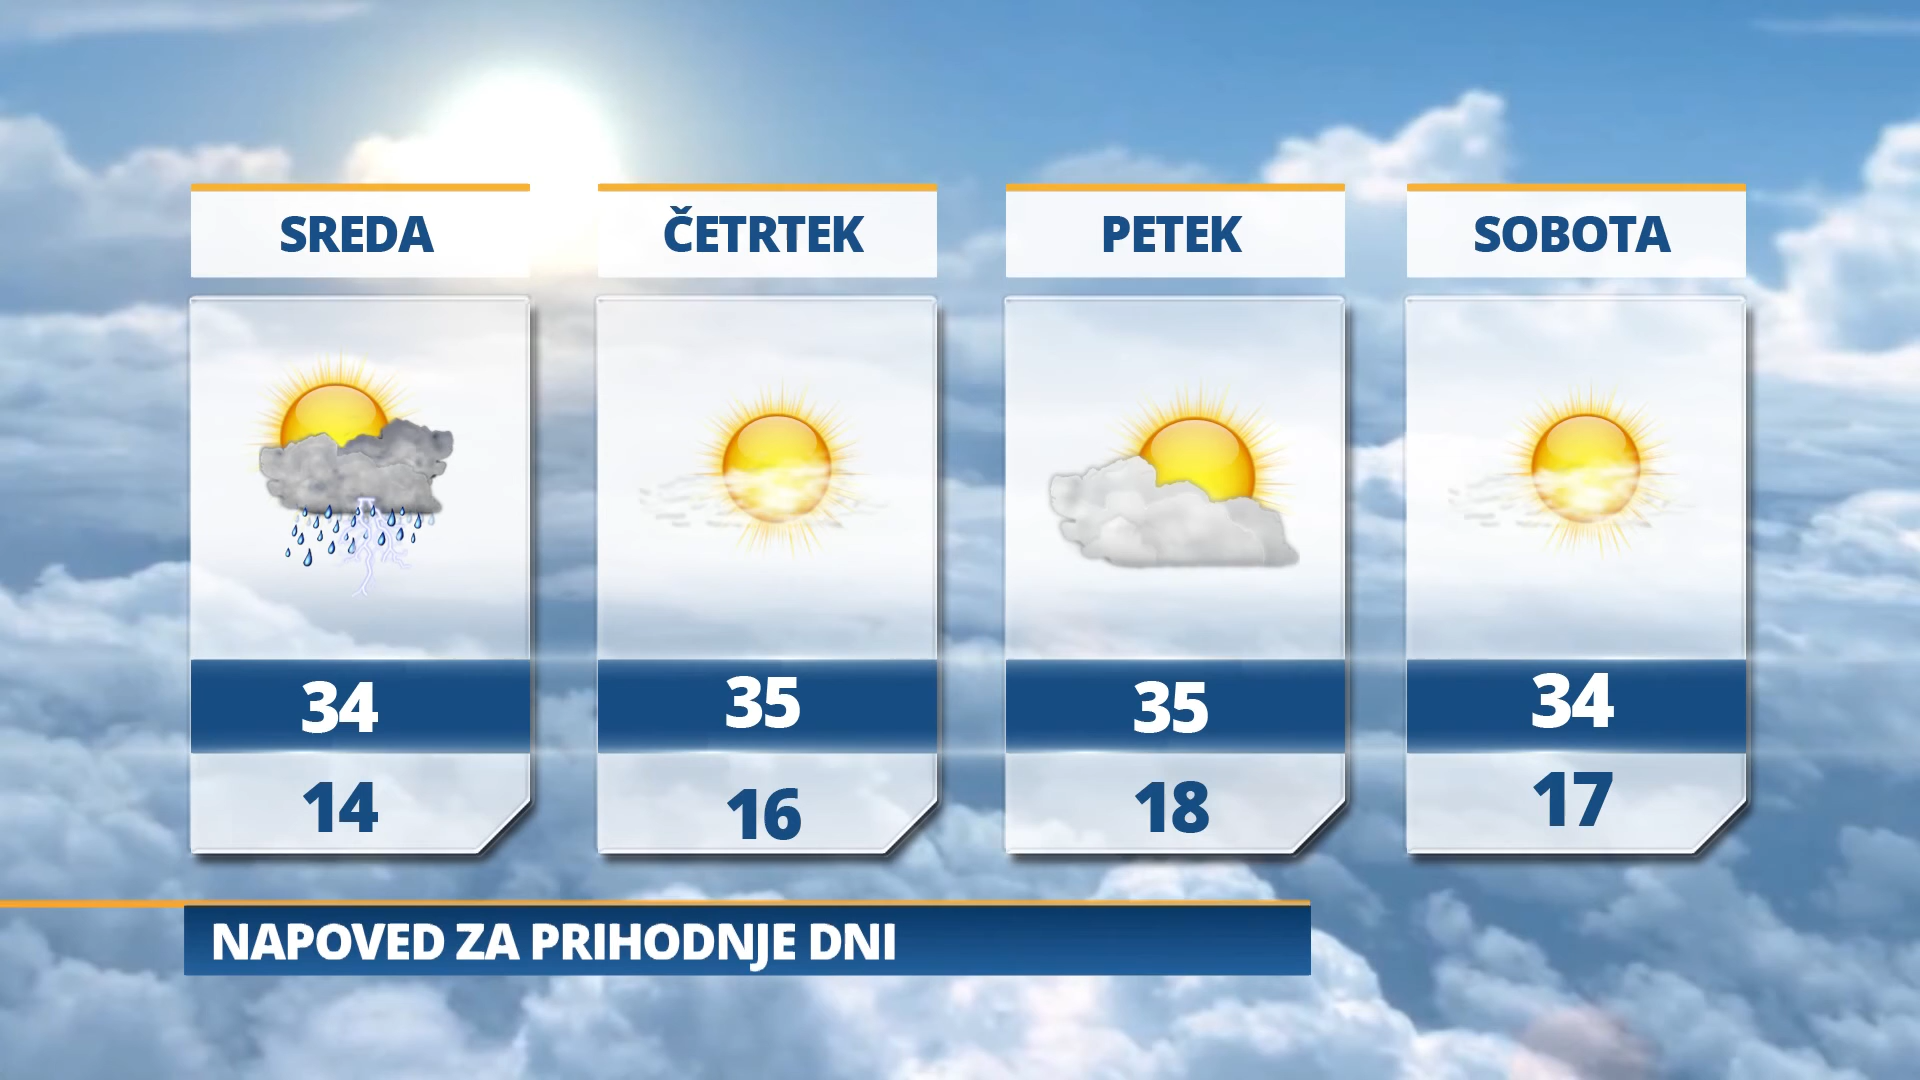 SREDA
ČETRTEK
PETEK
SOBOTA
34
35
35
34
14
16
18
17
NAPOVED ZA PRIHODNJE DNI